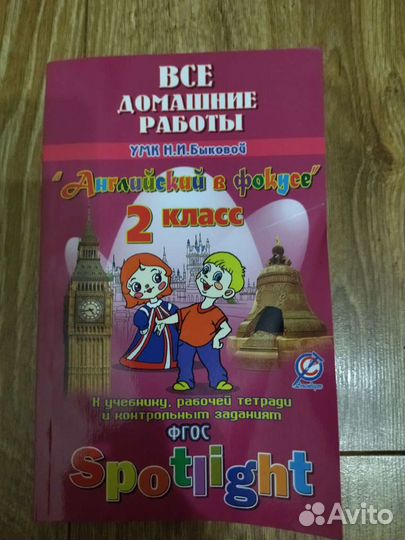 ВСЕ
ДОМАШНИЕ
РАБОТЫ
УМК Н.И.Быковой
"Английский в фокусе"
2 класс
К учебнику, рабочей тетради
и контрольным заданиям
ФГОС
Spotlight
Avito